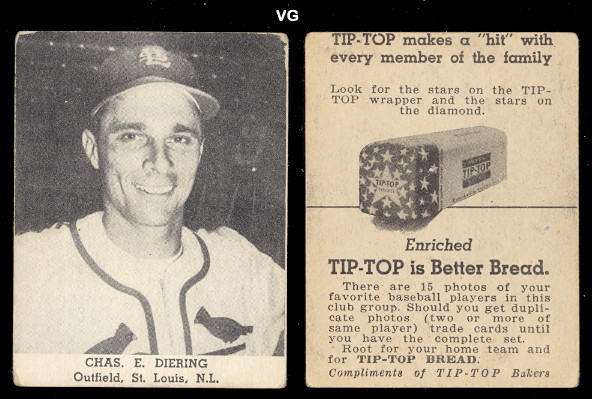 VG
StL
CHAS. E. DIERING
Outfield, St. Louis, N.L.
TIP-TOP makes a "hit" with
every member of the family
Look for the stars on the TIP-
TOP wrapper and the stars on
the diamond.
TIP-TOP
TIP-TOP
Enriched
TIP-TOP is Better Bread.
There are 15 photos of your
favorite baseball players in this
club group. Should you get dupli-
cate photos (two or more of
same player) trade cards until
you have the complete set.
Root for your home team and
for TIP-TOP BREAD.
Compliments of TIP-TOP Bakers